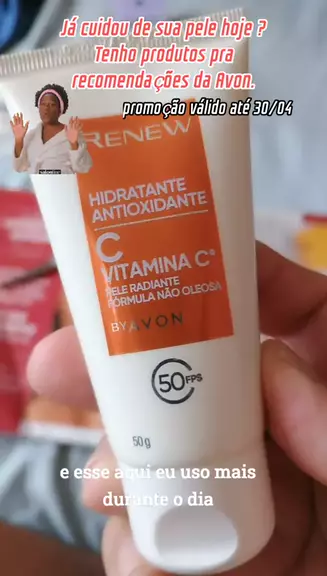 Já cuidou de sua pele hoje ?
Tenho produtos pra
recomendações da Avon.
promoção válido até 30/04
RENEW
HIDRATANTE
ANTIOXIDANTE
C
VITAMINA C
PELE RADIANTE
FÓRMULA NÃO OLEOSA
BY AVON
50 FPS
50 g
e esse aqui eu uso mais
durante o dia